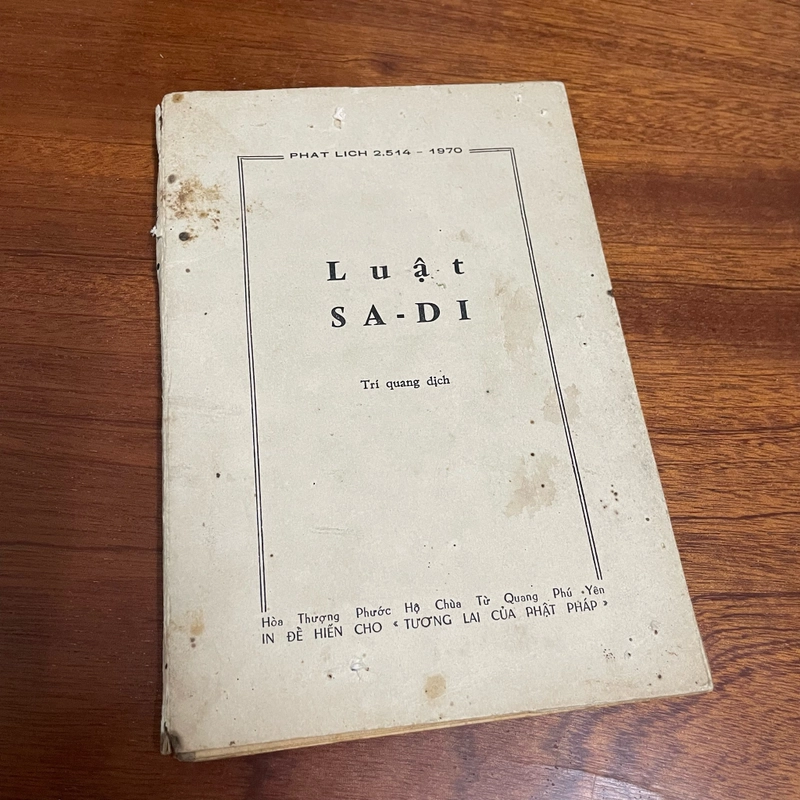 PHAT LICH 2.514 - 1970
Luật
SA-DI
Trí quang dịch
Hòa Thượng Phước Hộ Chùa Từ Quang Phú Yên
IN ĐỀ HIẾN CHO « TƯƠNG LAI CỦA PHẬT PHÁP »